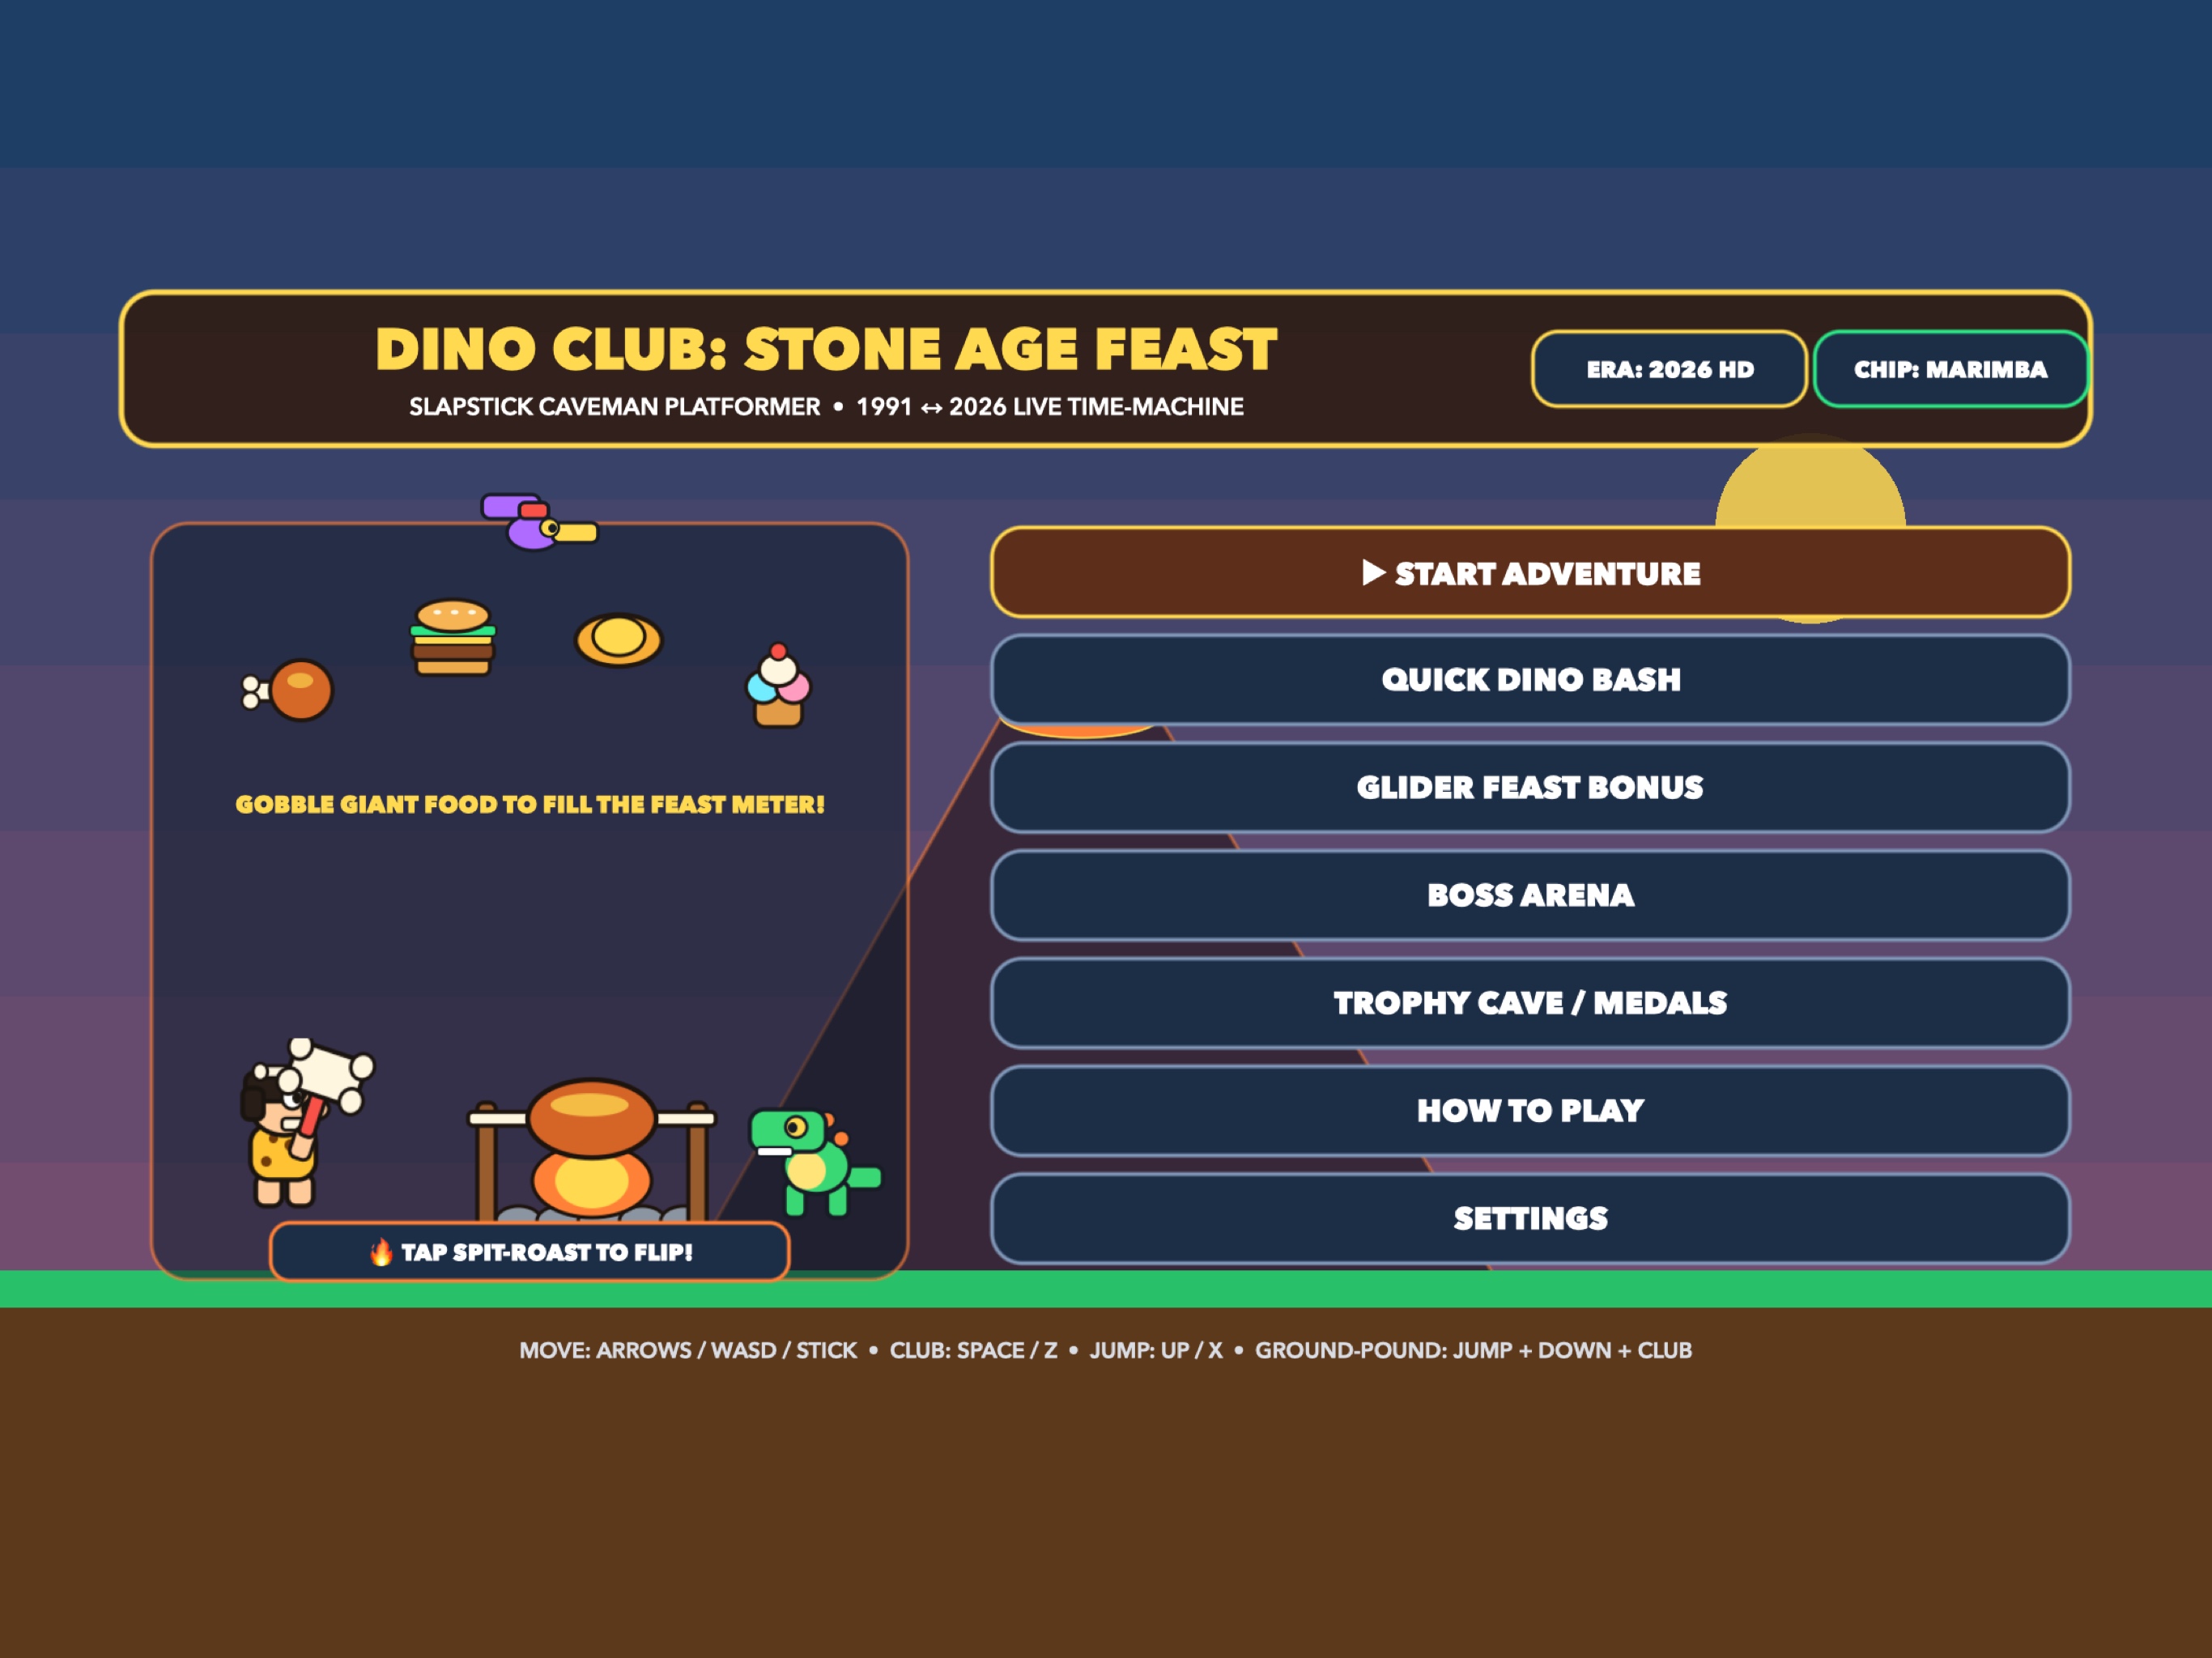 DINO CLUB: STONE AGE FEAST
SLAPSTICK CAVEMAN PLATFORMER • 1991 ↔ 2026 LIVE TIME-MACHINE
ERA: 2026 HD
CHIP: MARIMBA
GOBBLE GIANT FOOD TO FILL THE FEAST METER!
🔥 TAP SPIT-ROAST TO FLIP!
▶ START ADVENTURE
QUICK DINO BASH
GLIDER FEAST BONUS
BOSS ARENA
TROPHY CAVE / MEDALS
HOW TO PLAY
SETTINGS
MOVE: ARROWS / WASD / STICK • CLUB: SPACE / Z • JUMP: UP / X • GROUND-POUND: JUMP + DOWN + CLUB